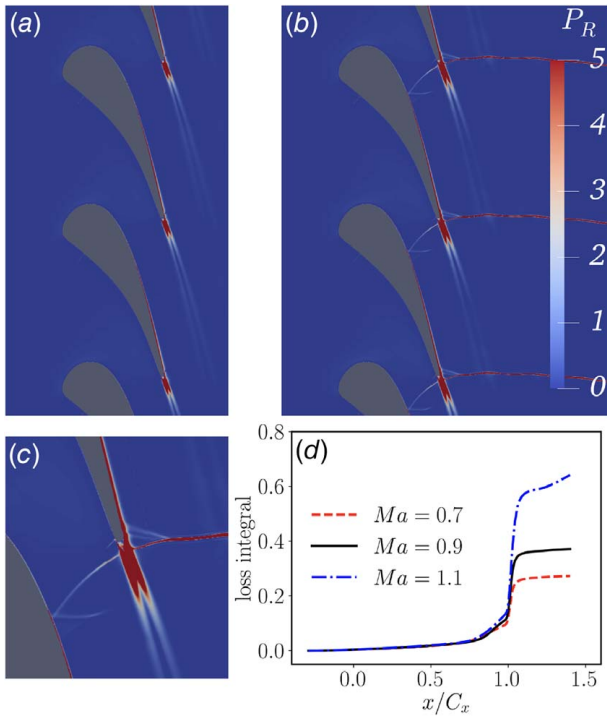 (a)
(b)
P_R
5
4
3
2
1
0
(c)
(d)
0.8
0.6
0.4
0.2
0.0
loss integral
Ma = 0.7
Ma = 0.9
Ma = 1.1
0.0 0.5 1.0 1.5
x/C_x